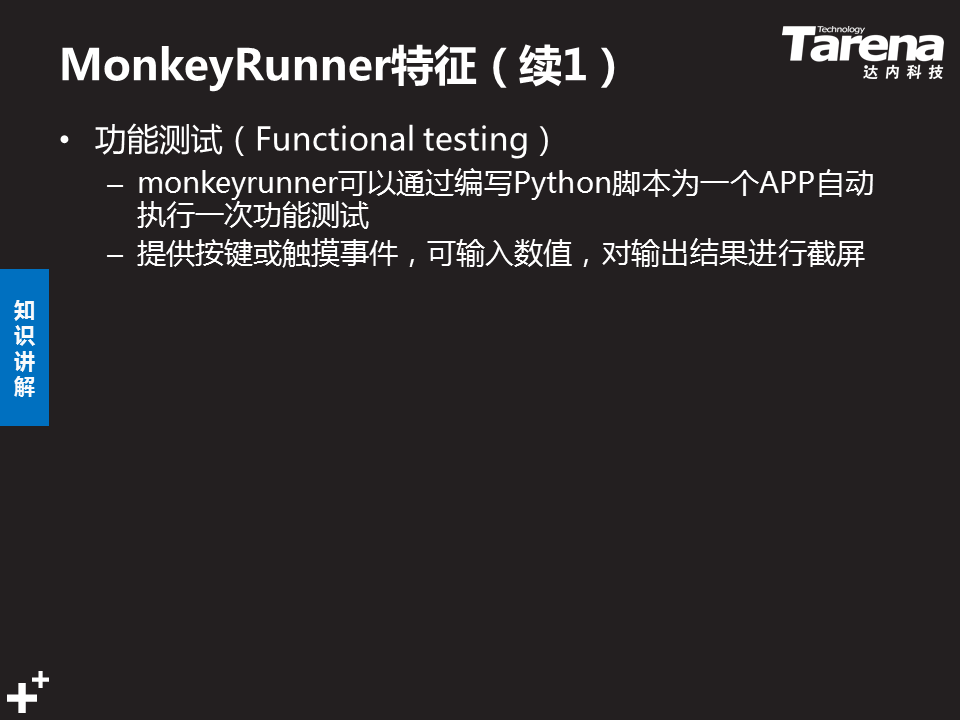 MonkeyRunner特征（续1）
Technology
Tarena
达内科技
• 功能测试（Functional testing）
– monkeyrunner可以通过编写Python脚本为一个APP自动
执行一次功能测试
– 提供按键或触摸事件，可输入数值，对输出结果进行截屏
知
识
讲
解